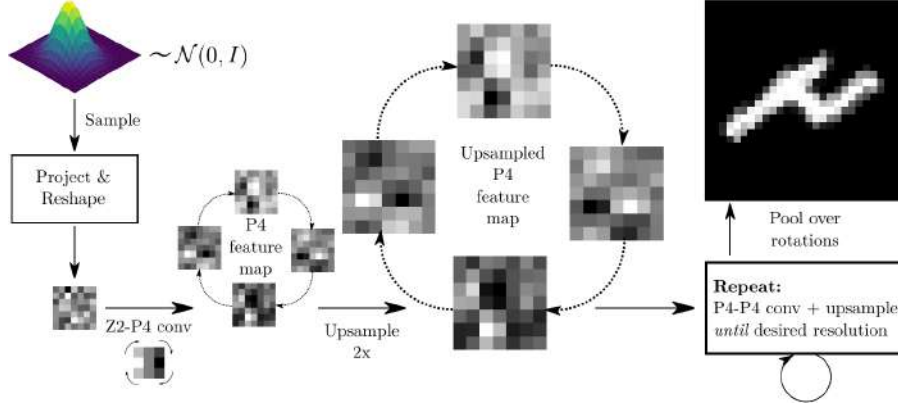 ∼ 𝒩(0, I)
Sample
Project &
Reshape
Z2-P4 conv
P4
feature
map
Upsample
2x
Upsampled
P4
feature
map
Pool over
rotations
Repeat:
P4-P4 conv + upsample
until desired resolution